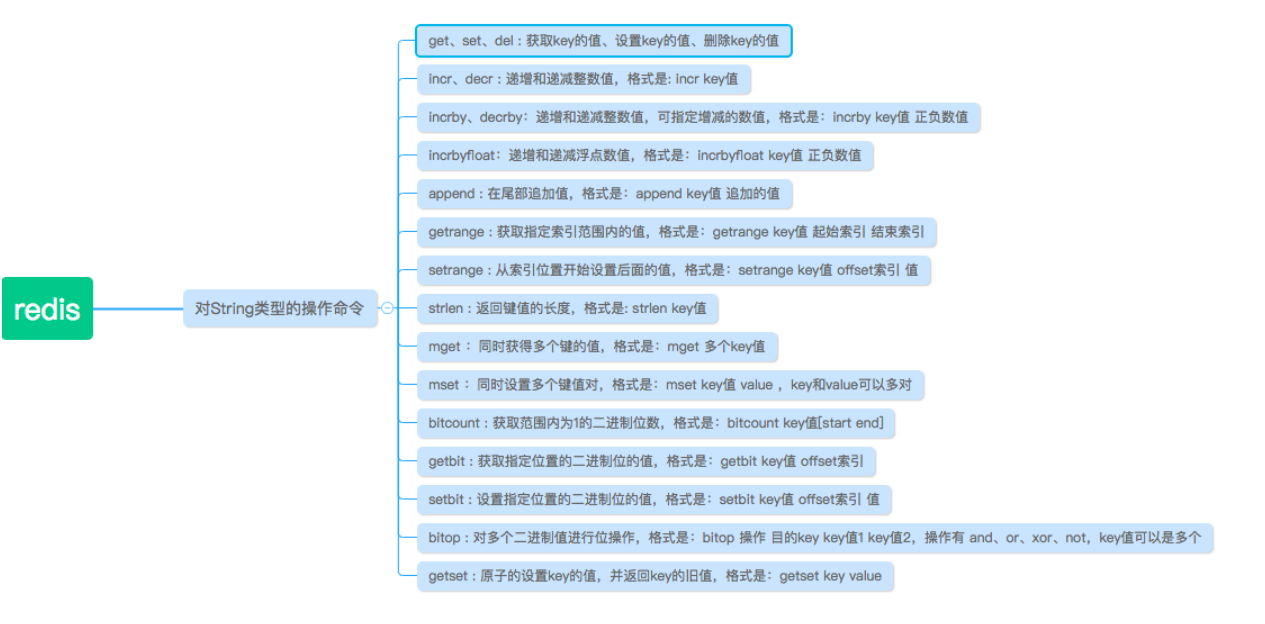 redis
对String类型的操作命令
get、set、del : 获取key的值、设置key的值、删除key的值
incr、decr : 递增和递减整数值，格式是: incr key值
incrby、decrby：递增和递减整数值，可指定增减的数值，格式是：incrby key值 正负数值
incrbyfloat：递增和递减浮点数值，格式是：incrbyfloat key值 正负数值
append : 在尾部追加值，格式是：append key值 追加的值
getrange : 获取指定索引范围内的值，格式是：getrange key值 起始索引 结束索引
setrange : 从索引位置开始设置后面的值，格式是：setrange key值 offset索引 值
strlen : 返回键值的长度，格式是: strlen key值
mget ： 同时获得多个键的值，格式是：mget 多个key值
mset ： 同时设置多个键值对，格式是：mset key值 value ，key和value可以多对
bitcount : 获取范围内为1的二进制位数，格式是：bitcount key值[start end]
getbit : 获取指定位置的二进制位的值，格式是：getbit key值 offset索引
setbit : 设置指定位置的二进制位的值，格式是：setbit key值 offset索引 值
bitop : 对多个二进制值进行位操作，格式是：bitop 操作 目的key key值1 key值2，操作有 and、or、xor、not，key值可以是多个
getset : 原子的设置key的值，并返回key的旧值，格式是：getset key value